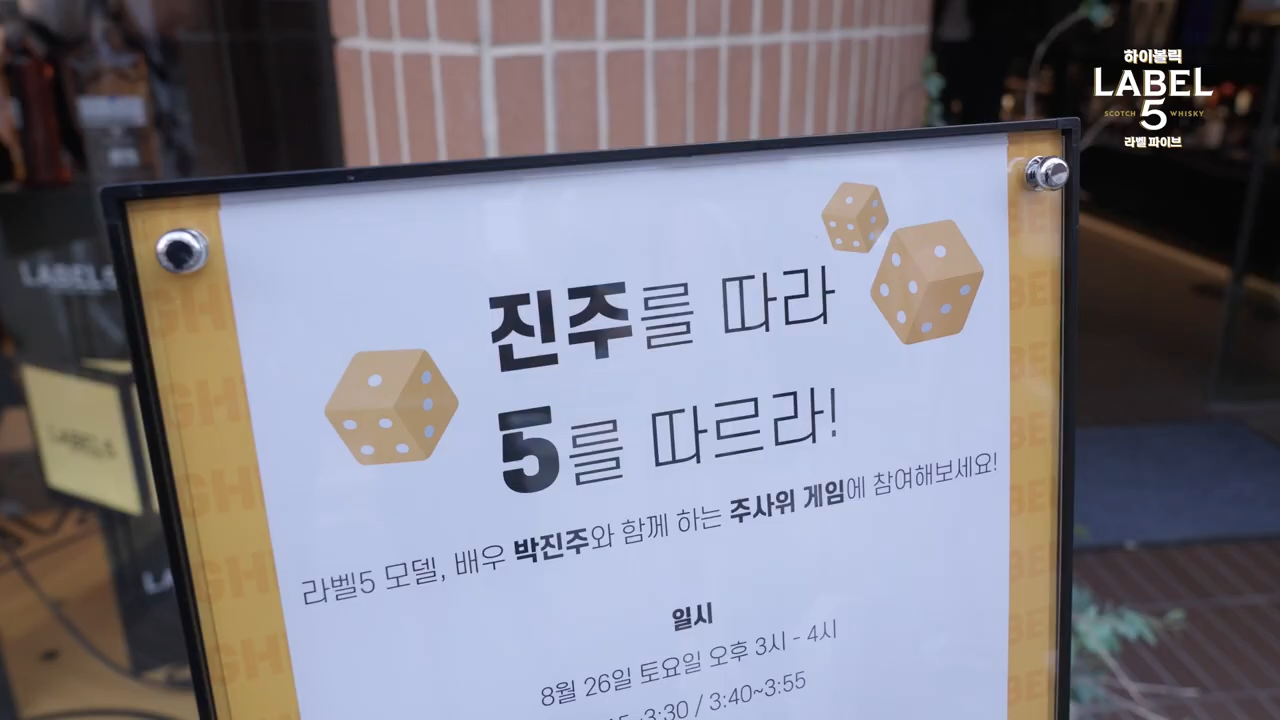 하이볼릭
LABEL
5
SCOTCH WHISKY
라벨 파이브
진주를 따라
5를 따르라!
라벨5 모델, 배우 박진주와 함께 하는 주사위 게임에 참여해보세요!
일시
8월 26일 토요일 오후 3시 - 4시
3:30 / 3:40~3:55